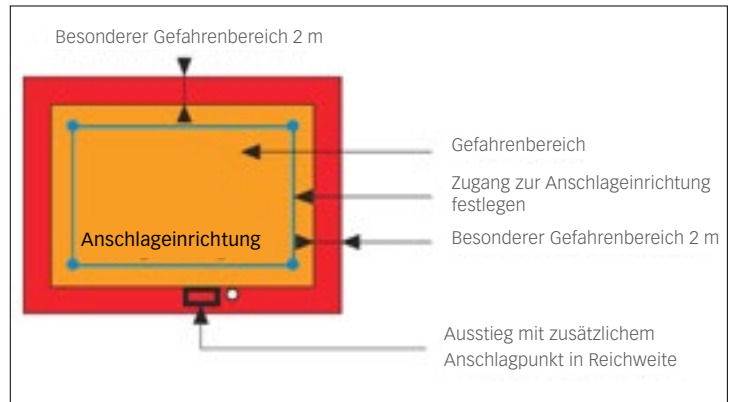 Besonderer Gefahrenbereich 2 m
Gefahrenbereich
Zugang zur Anschlageinrichtung
festlegen
Anschlageinrichtung
Besonderer Gefahrenbereich 2 m
Ausstieg mit zusätzlichem
Anschlagpunkt in Reichweite